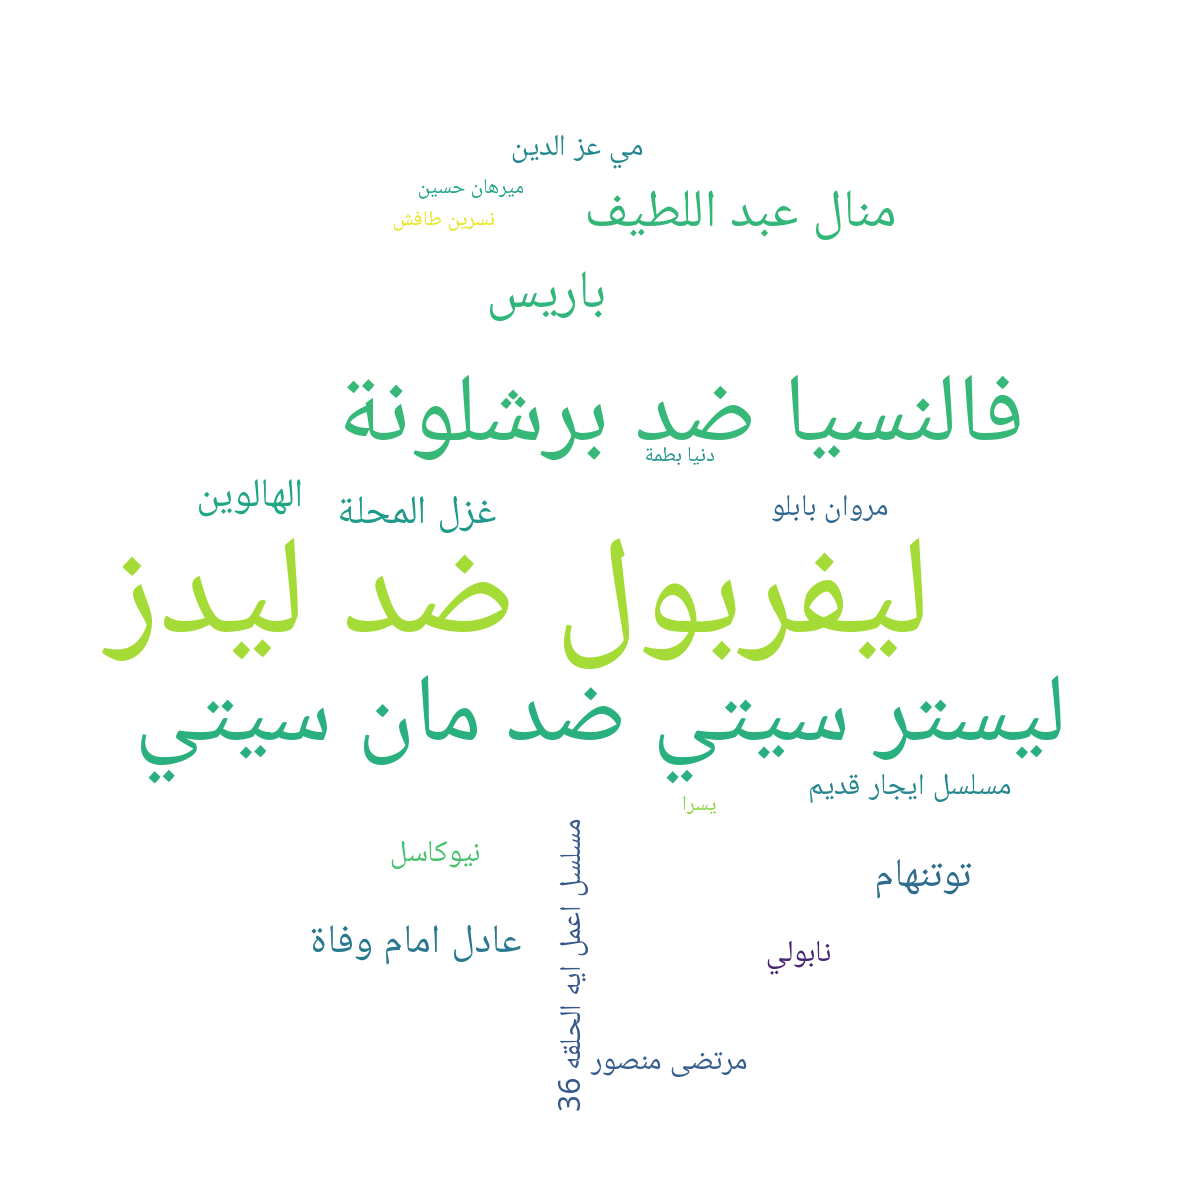 مي عز الدين
ميرهان حسين
منال عبد اللطيف
نسرين طافش
باريس
فالنسيا ضد برشلونة
دنيا بطمة
الهالوين
غزل المحلة
مروان بابلو
ليفربول ضد ليدز
ليستر سيتي ضد مان سيتي
مسلسل ايجار قديم
يسرا
نيوكاسل
توتنهام
عادل امام وفاة
نابولي
مسلسل اعمل ايه الحلقه 36
مرتضى منصور